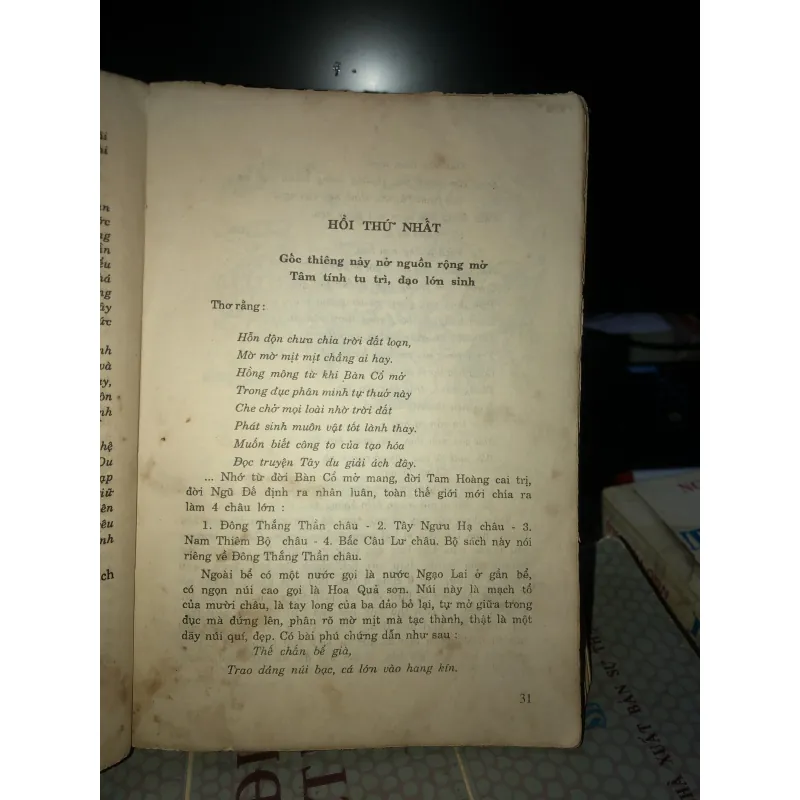 HỒI THỨ NHẤT
Gốc thiêng nảy nở nguồn rộng mở
Tâm tính tu trì, đạo lớn sinh
Thơ rằng :
Hỗn độn chưa chia trời đất loạn,
Mờ mờ mịt mịt chẳng ai hay.
Hồng mông từ khi Bàn Cổ mở
Trong đục phân minh tự thuở này
Che chở mọi loài nhờ trời đất
Phát sinh muôn vật tốt lành thay.
Muốn biết công to của tạo hóa
Đọc truyện Tây du giải ách đây.
... Nhớ từ đời Bàn Cổ mở mang, đời Tam Hoàng cai trị,
đời Ngũ Đế định ra nhân luân, toàn thế giới mới chia ra
làm 4 châu lớn :
1. Đông Thắng Thần châu - 2. Tây Ngưu Hạ châu - 3.
Nam Thiêm Bộ châu - 4. Bắc Câu Lư châu. Bộ sách này nói
riêng về Đông Thắng Thần châu.
Ngoài bể có một nước gọi là nước Ngạo Lai ở gần bể,
có ngọn núi cao gọi là Hoa Quả sơn. Núi này là mạch tổ
của mười châu, là tay long của ba đảo bỏ lại, tự mở giữa trong
đục mà đứng lên, phân rõ mờ mịt mà tạc thành, thật là một
dãy núi quí, đẹp. Có bài phú chứng dẫn như sau :
Thế chấn bể già,
Trao dâng núi bạc, cá lớn vào hang kín.
31
NHÀ XUẤT BẢN SỰ TH